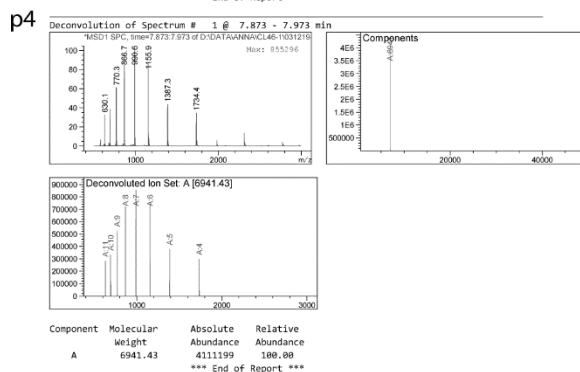 End of Report
p4
Deconvolution of Spectrum # 1 @ 7.873 - 7.973 min
*MSD1 SPC, time=7.873:7.973 of D:\DATA\ANNA\CL46-1\031219
Max: 855296
100
80
60
40
20
0
630.1
770.3
866.7
990.6
1155.9
1387.3
1734.4
1000
2000
m/z
Components
4E6
3.5E6
3E6
2.5E6
2E6
1.5E6
1E6
500000
20000
40000
Deconvoluted Ion Set: A [6941.43]
900000
800000
700000
600000
500000
400000
300000
200000
100000
0
A:11
A:10
A:9
A:8
A:7
A:6
A:5
A:4
1000
2000
3000
Component Molecular Absolute Relative
Weight Abundance Abundance
A 6941.43 4111199 100.00
*** End of Report ***